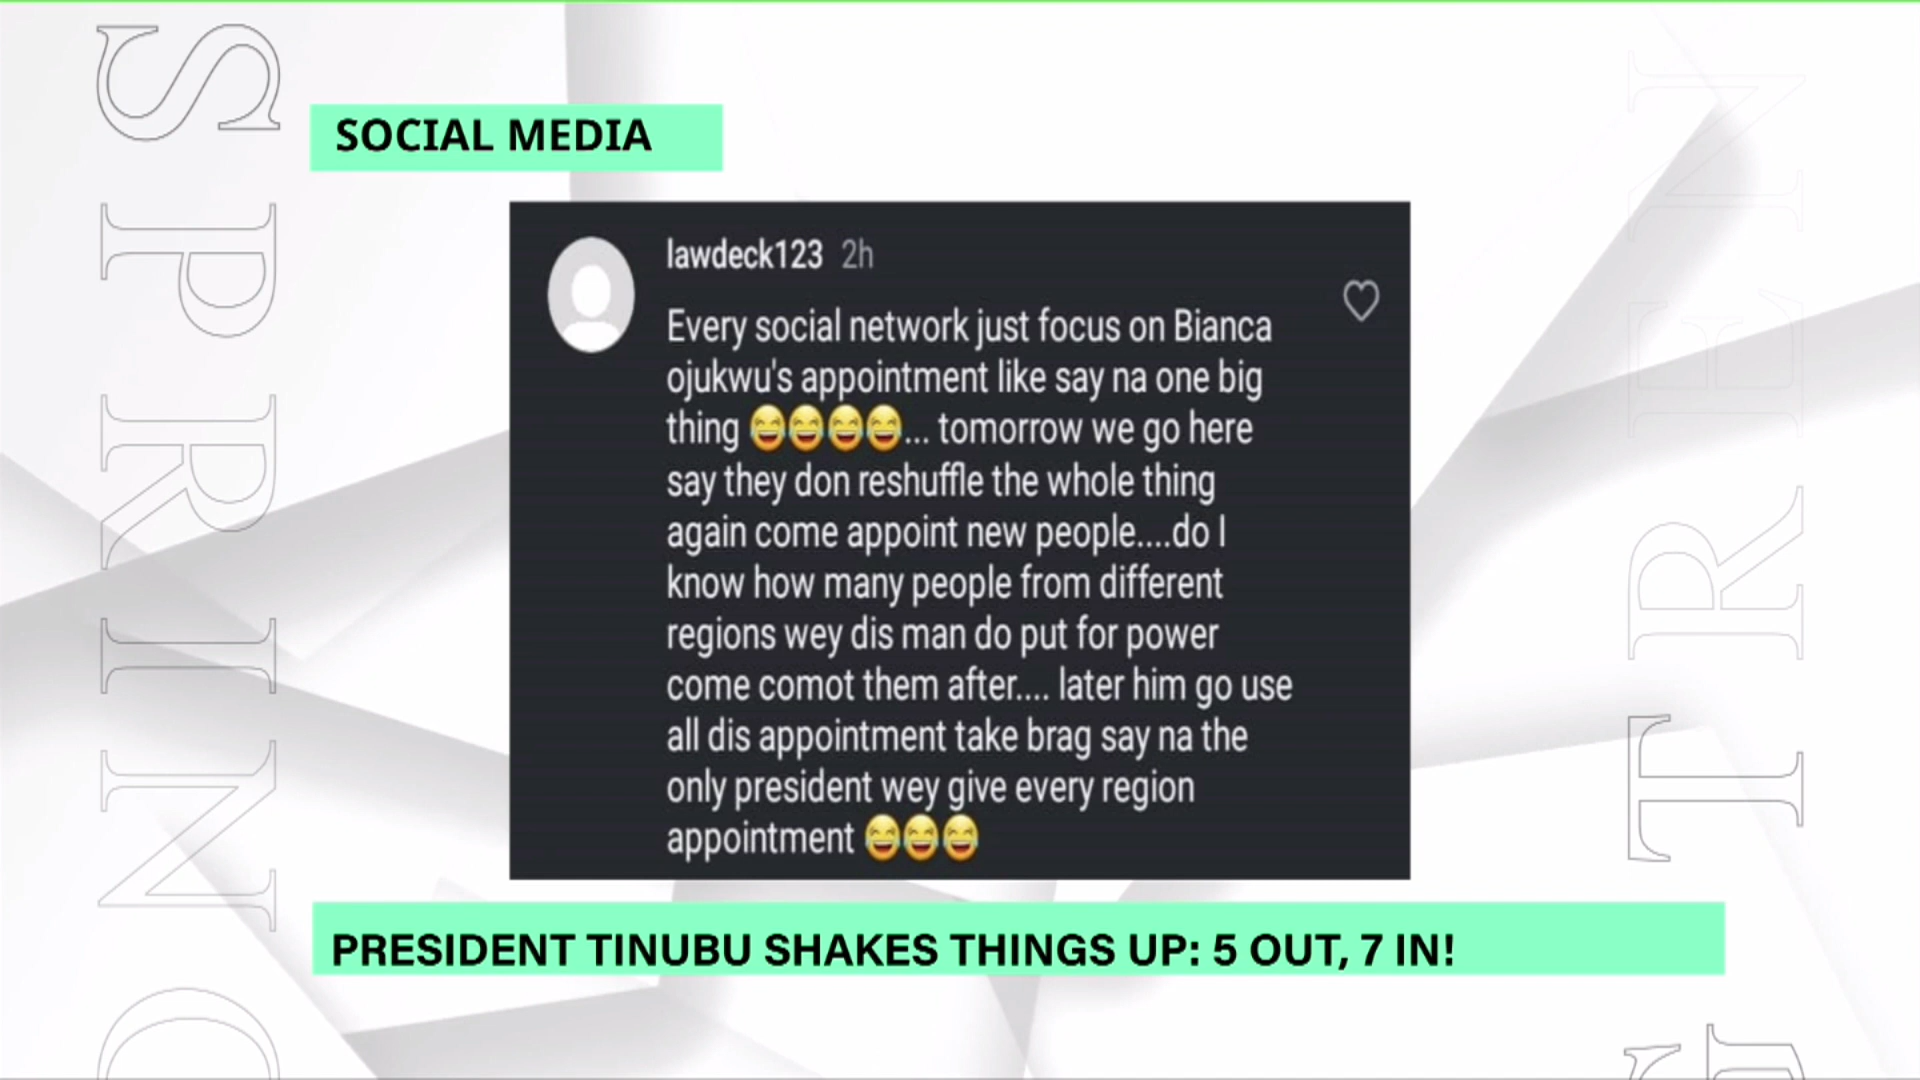 SOCIAL MEDIA
lawdeck123 2h
Every social network just focus on Bianca
ojukwu's appointment like say na one big
thing 😂😂😂😂... tomorrow we go here
say they don reshuffle the whole thing
again come appoint new people....do I
know how many people from different
regions wey dis man do put for power
come comot them after.... later him go use
all dis appointment take brag say na the
only president wey give every region
appointment 😂😂😂
PRESIDENT TINUBU SHAKES THINGS UP: 5 OUT, 7 IN!
SPRINO
TREN